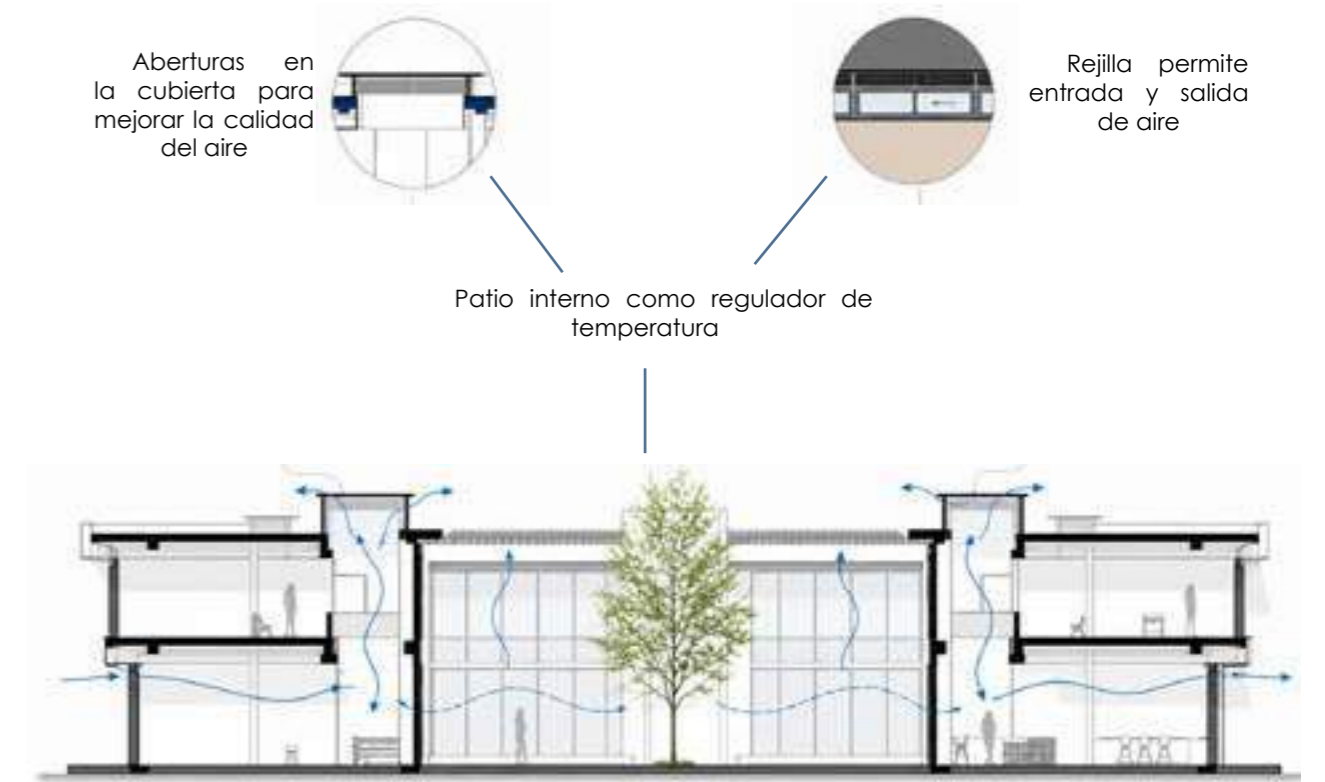 Aberturas en
la cubierta para
mejorar la calidad
del aire
Rejilla permite
entrada y salida
de aire
Patio interno como regulador de
temperatura